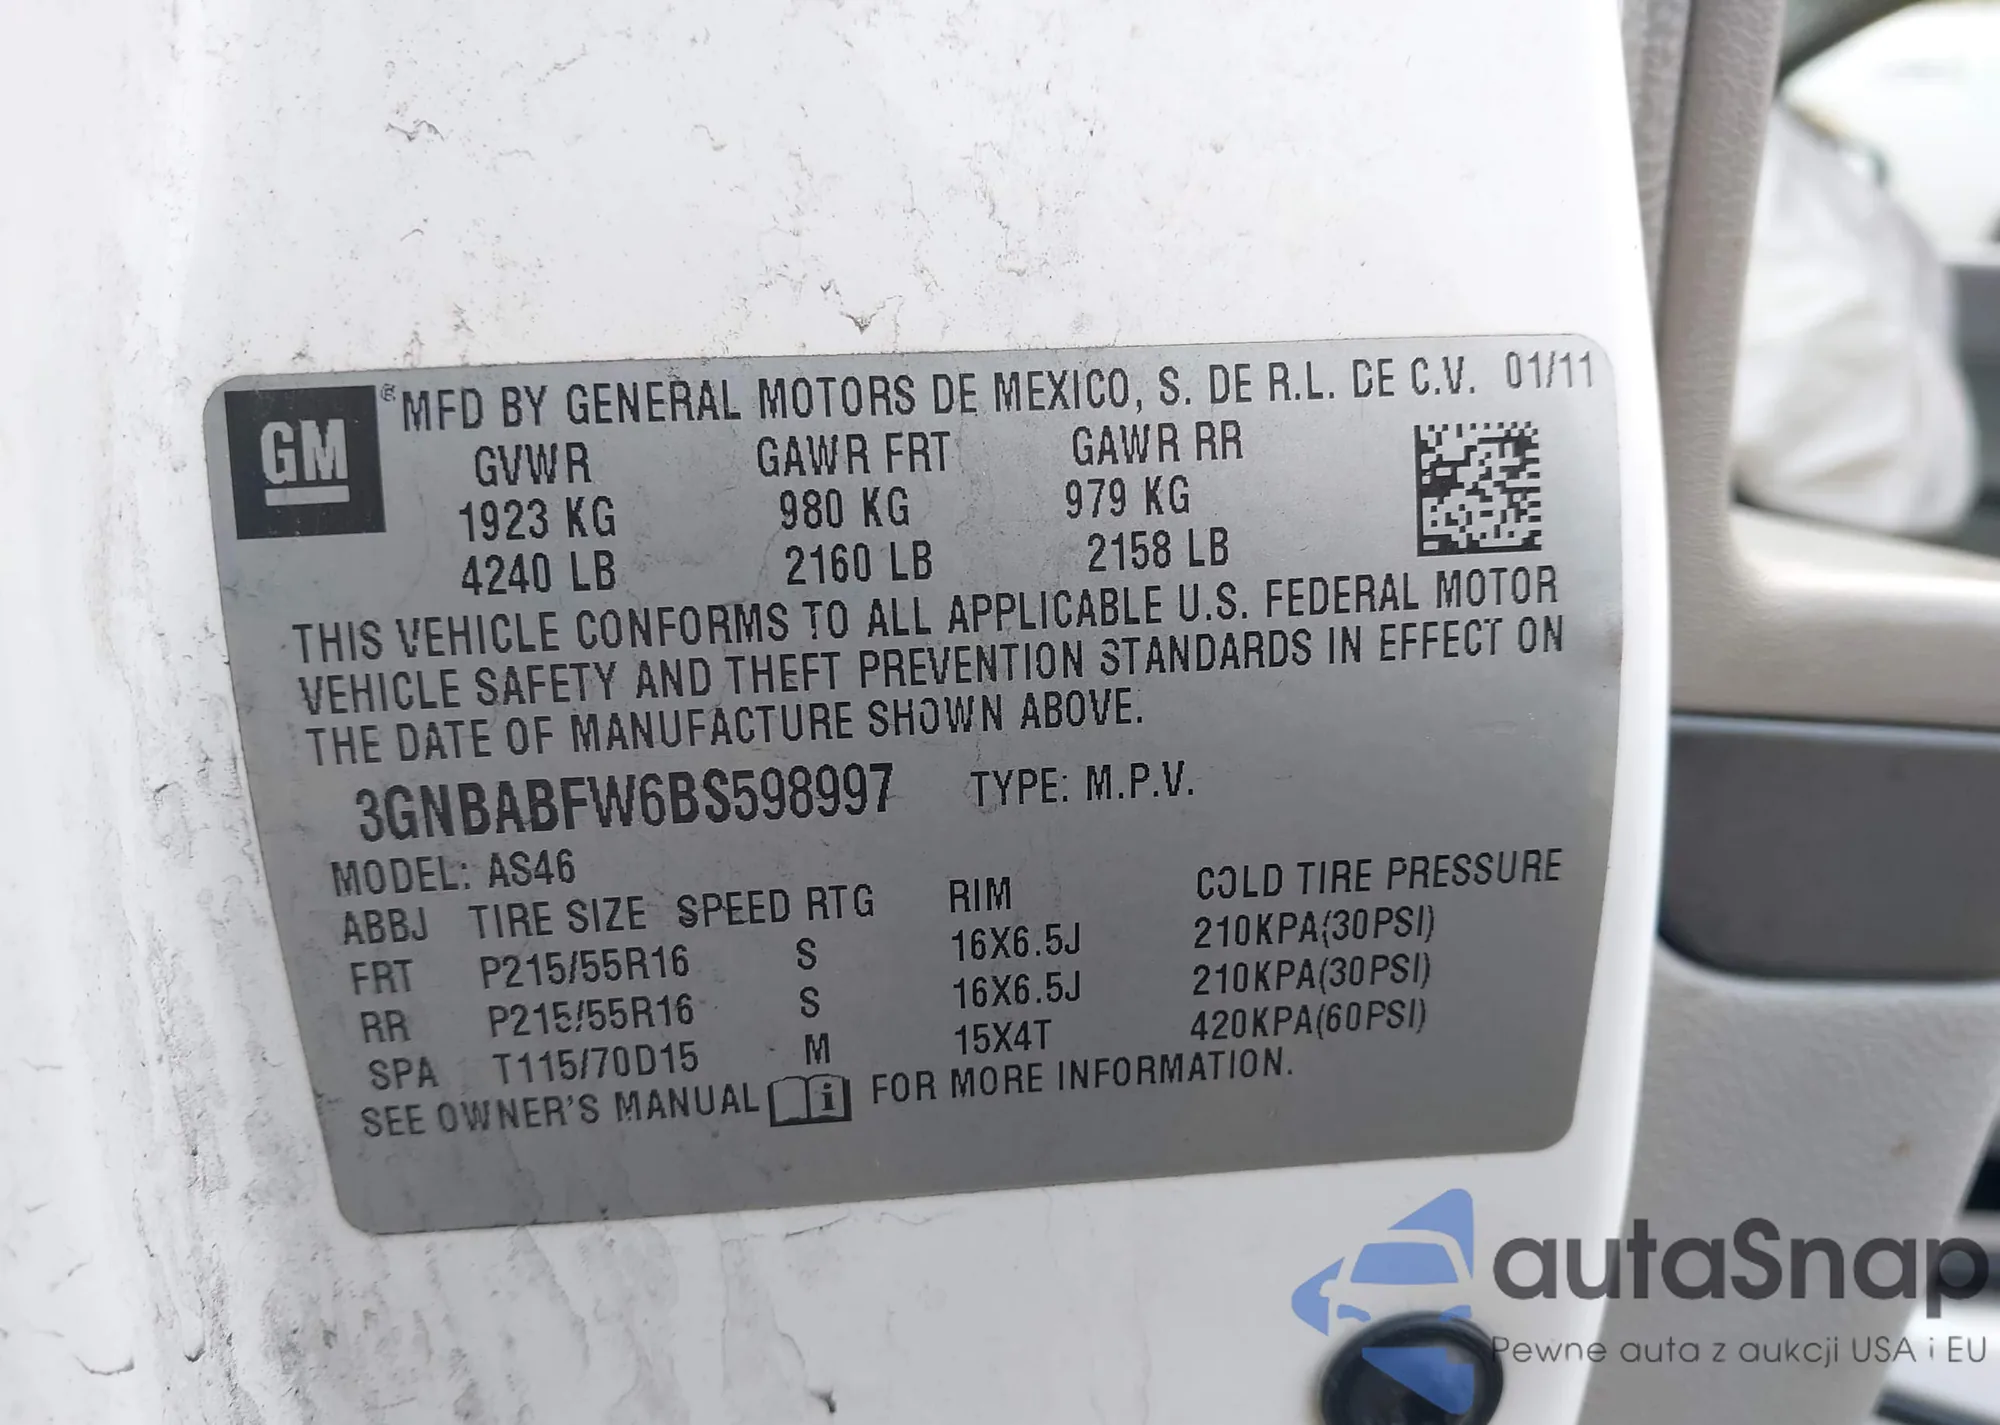 GM ® MFD BY GENERAL MOTORS DE MEXICO, S. DE R.L. DE C.V. 01/11
GVWR GAWR FRT GAWR RR
1923 KG 980 KG 979 KG
4240 LB 2160 LB 2158 LB
THIS VEHICLE CONFORMS TO ALL APPLICABLE U.S. FEDERAL MOTOR
VEHICLE SAFETY AND THEFT PREVENTION STANDARDS IN EFFECT ON
THE DATE OF MANUFACTURE SHOWN ABOVE.
3GNBABFW6BS598997 TYPE: M.P.V.
MODEL: AS46
ABBJ TIRE SIZE SPEED RTG RIM COLD TIRE PRESSURE
FRT P215/55R16 S 16X6.5J 210KPA(30PSI)
RR P215/55R16 S 16X6.5J 210KPA(30PSI)
SPA T115/70D15 M 15X4T 420KPA(60PSI)
SEE OWNER'S MANUAL i FOR MORE INFORMATION.
autaSnap
Pewne auta z aukcji USA i EU